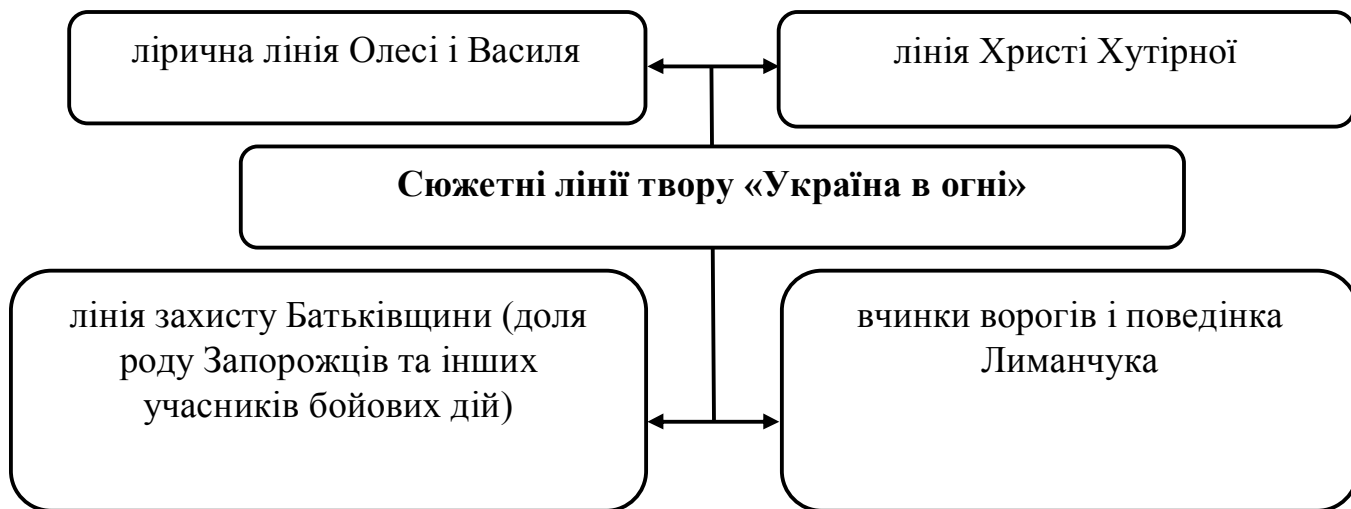 лірична лінія Олесі і Василя
лінія Христі Хутірної
Сюжетні лінії твору «Україна в огні»
лінія захисту Батьківщини (доля
роду Запорожців та інших
учасників бойових дій)
вчинки ворогів і поведінка
Лиманчука